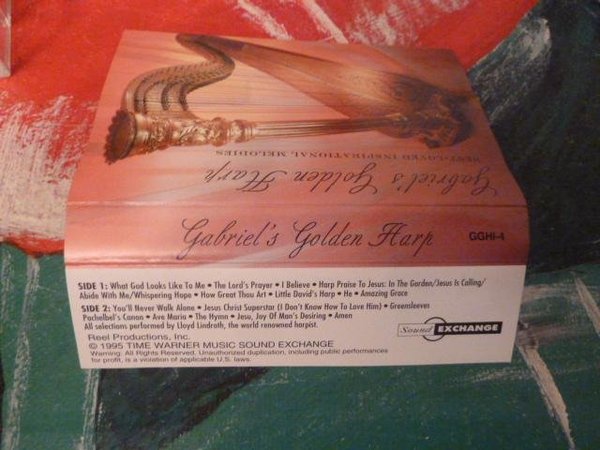 BEST-LOVED INSPIRATIONAL MELODIES
Gabriel's Golden Harp
Gabriel's Golden Harp
GGHI-4
SIDE 1: What God Looks Like To Me • The Lord's Prayer • I Believe • Harp Praise To Jesus: In The Garden/Jesus Is Calling/
Abide With Me/Whispering Hope • How Great Thou Art • Little David's Harp • He • Amazing Grace
SIDE 2: You'll Never Walk Alone • Jesus Christ Superstar (I Don't Know How To Love Him) • Greensleeves
Pachelbel's Canon • Ave Maria • The Hymn • Jesu, Joy Of Man's Desiring • Amen
All selections performed by Lloyd Lindroth, the world renowned harpist.
Reel Productions, Inc.
© 1995 TIME WARNER MUSIC SOUND EXCHANGE
Warning: All Rights Reserved. Unauthorized duplication, including public performances
for profit, is a violation of applicable U.S. laws.
Sound EXCHANGE